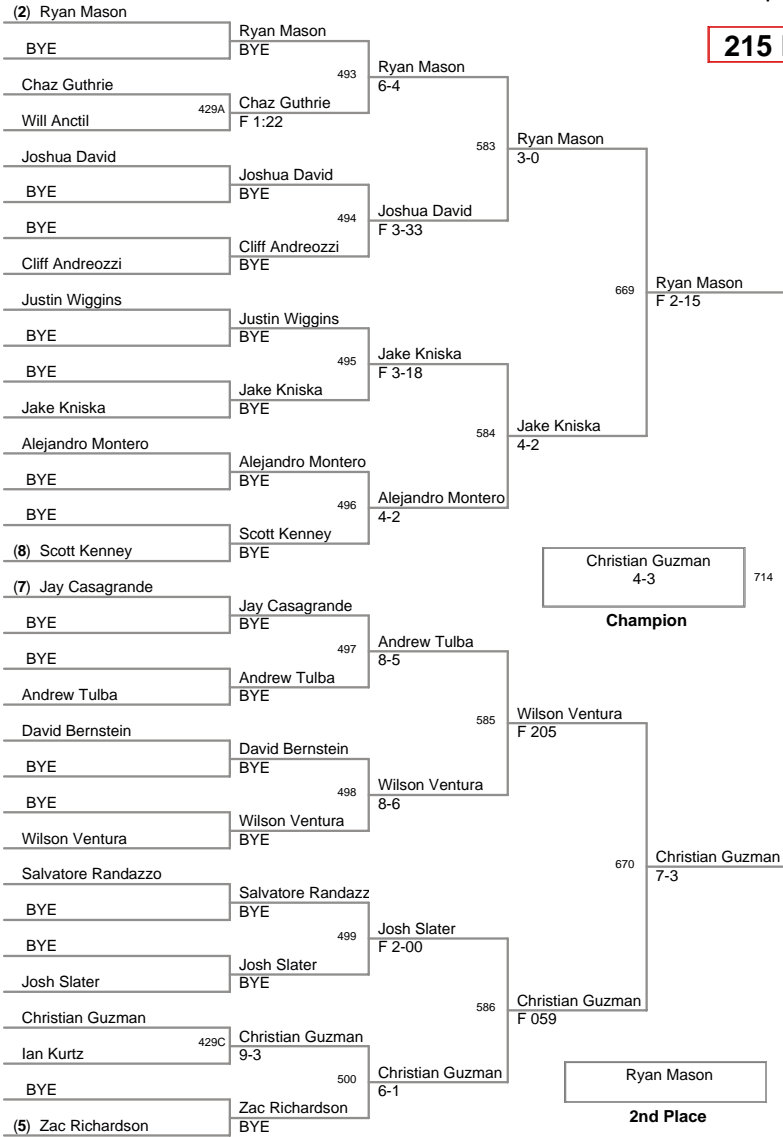 (2) Ryan Mason
BYE
Chaz Guthrie
Will Anctil
Joshua David
BYE
BYE
Cliff Andreozzi
Justin Wiggins
BYE
BYE
Jake Kniska
Alejandro Montero
BYE
BYE
(8) Scott Kenney
(7) Jay Casagrande
BYE
BYE
Andrew Tulba
David Bernstein
BYE
BYE
Wilson Ventura
Salvatore Randazzo
BYE
BYE
Josh Slater
Christian Guzman
Ian Kurtz
BYE
(5) Zac Richardson
429A
429C
Ryan Mason
BYE
Chaz Guthrie
F 1:22
Joshua David
BYE
Cliff Andreozzi
BYE
Justin Wiggins
BYE
Jake Kniska
BYE
Alejandro Montero
BYE
Scott Kenney
BYE
Jay Casagrande
BYE
Andrew Tulba
BYE
David Bernstein
BYE
Wilson Ventura
BYE
Salvatore Randazz
BYE
Josh Slater
BYE
Christian Guzman
9-3
Zac Richardson
BYE
493
494
495
496
497
498
499
500
Ryan Mason
6-4
Joshua David
F 3-33
Jake Kniska
F 3-18
Alejandro Montero
4-2
Andrew Tulba
8-5
Wilson Ventura
8-6
Josh Slater
F 2-00
Christian Guzman
6-1
583
584
585
586
Ryan Mason
3-0
Jake Kniska
4-2
Wilson Ventura
F 205
Christian Guzman
F 059
669
670
Ryan Mason
F 2-15
Christian Guzman
7-3
215
Christian Guzman
4-3
714
Champion
Ryan Mason
2nd Place